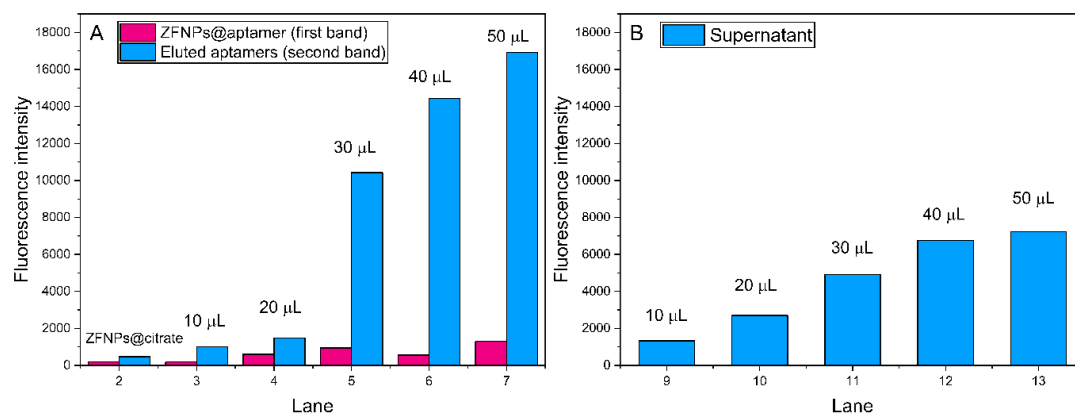 A
ZFNPs@aptamer (first band)
Eluted aptamers (second band)
Fluorescence intensity
18000
16000
14000
12000
10000
8000
6000
4000
2000
0
ZFNPs@citrate
10 μL
20 μL
30 μL
40 μL
50 μL
2 3 4 5 6 7
Lane
B
Supernatant
Fluorescence intensity
18000
16000
14000
12000
10000
8000
6000
4000
2000
0
10 μL
20 μL
30 μL
40 μL
50 μL
9 10 11 12 13
Lane